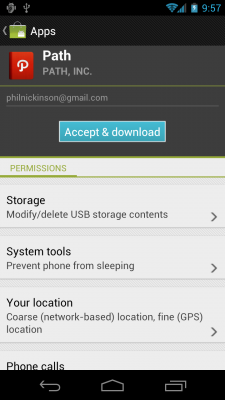 9:57
Apps
Path
PATH, INC.
philnickinson@gmail.com
Accept & download
PERMISSIONS
Storage
Modify/delete USB storage contents
System tools
Prevent phone from sleeping
Your location
Coarse (network-based) location, fine (GPS)
location
Phone calls